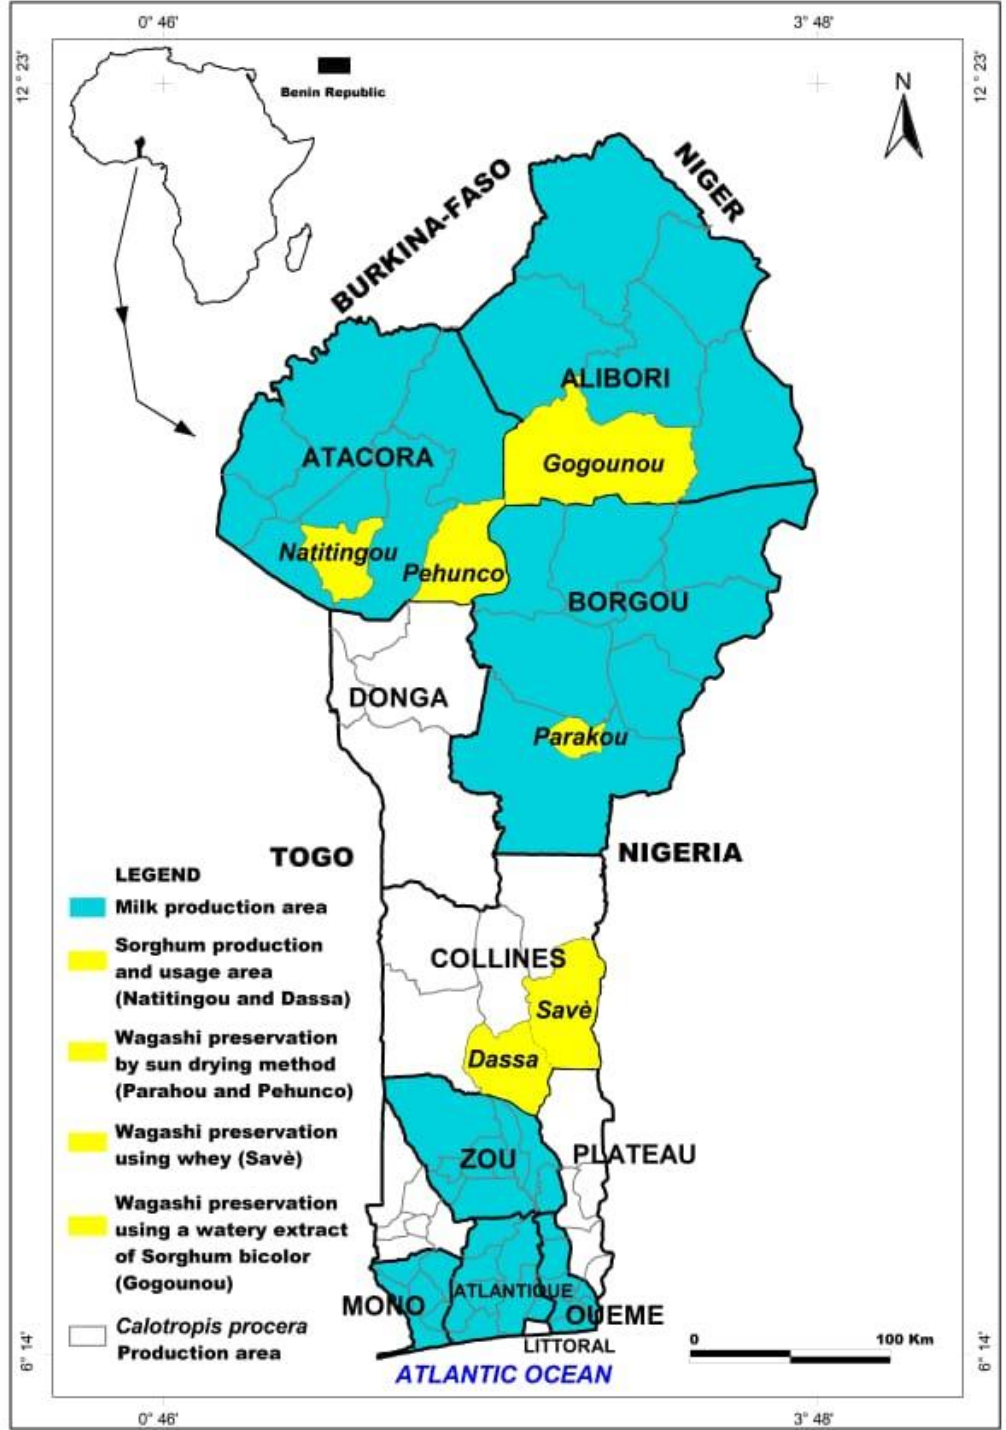 0° 46'
3° 48'
12 ° 23'
12 ° 23'
Benin Republic
N
BURKINA-FASO
NIGER
ALIBORI
ATACORA
Gogounou
Natitingou
Pehunco
BORGOU
DONGA
Parakou
TOGO
NIGERIA
LEGEND
Milk production area
Sorghum production
and usage area
(Natitingou and Dassa)
Wagashi preservation
by sun drying method
(Parahou and Pehunco)
Wagashi preservation
using whey (Savè)
Wagashi preservation
using a watery extract
of Sorghum bicolor
(Gogounou)
Calotropis procera
Production area
COLLINES
Savè
Dassa
ZOU
PLATEAU
ATLANTIQUE
MONO
OUEME
LITTORAL
ATLANTIC OCEAN
0
100 Km
6° 14'
6° 14'
0° 46'
3° 48'